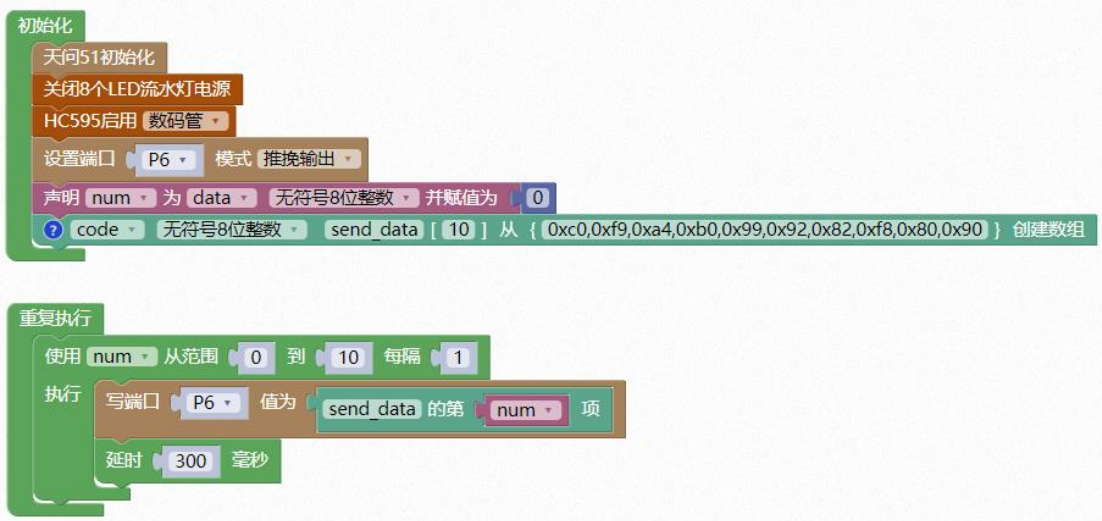 初始化
天问51初始化
关闭8个LED流水灯电源
HC595启用 数码管
设置端口 P6 模式 推挽输出
声明 num 为 data 无符号8位整数 并赋值为 0
? code 无符号8位整数 send_data [ 10 ] 从 { 0xc0,0xf9,0xa4,0xb0,0x99,0x92,0x82,0xf8,0x80,0x90 } 创建数组
重复执行
使用 num 从范围 0 到 10 每隔 1
执行 写端口 P6 值为 send_data 的第 num 项
延时 300 毫秒